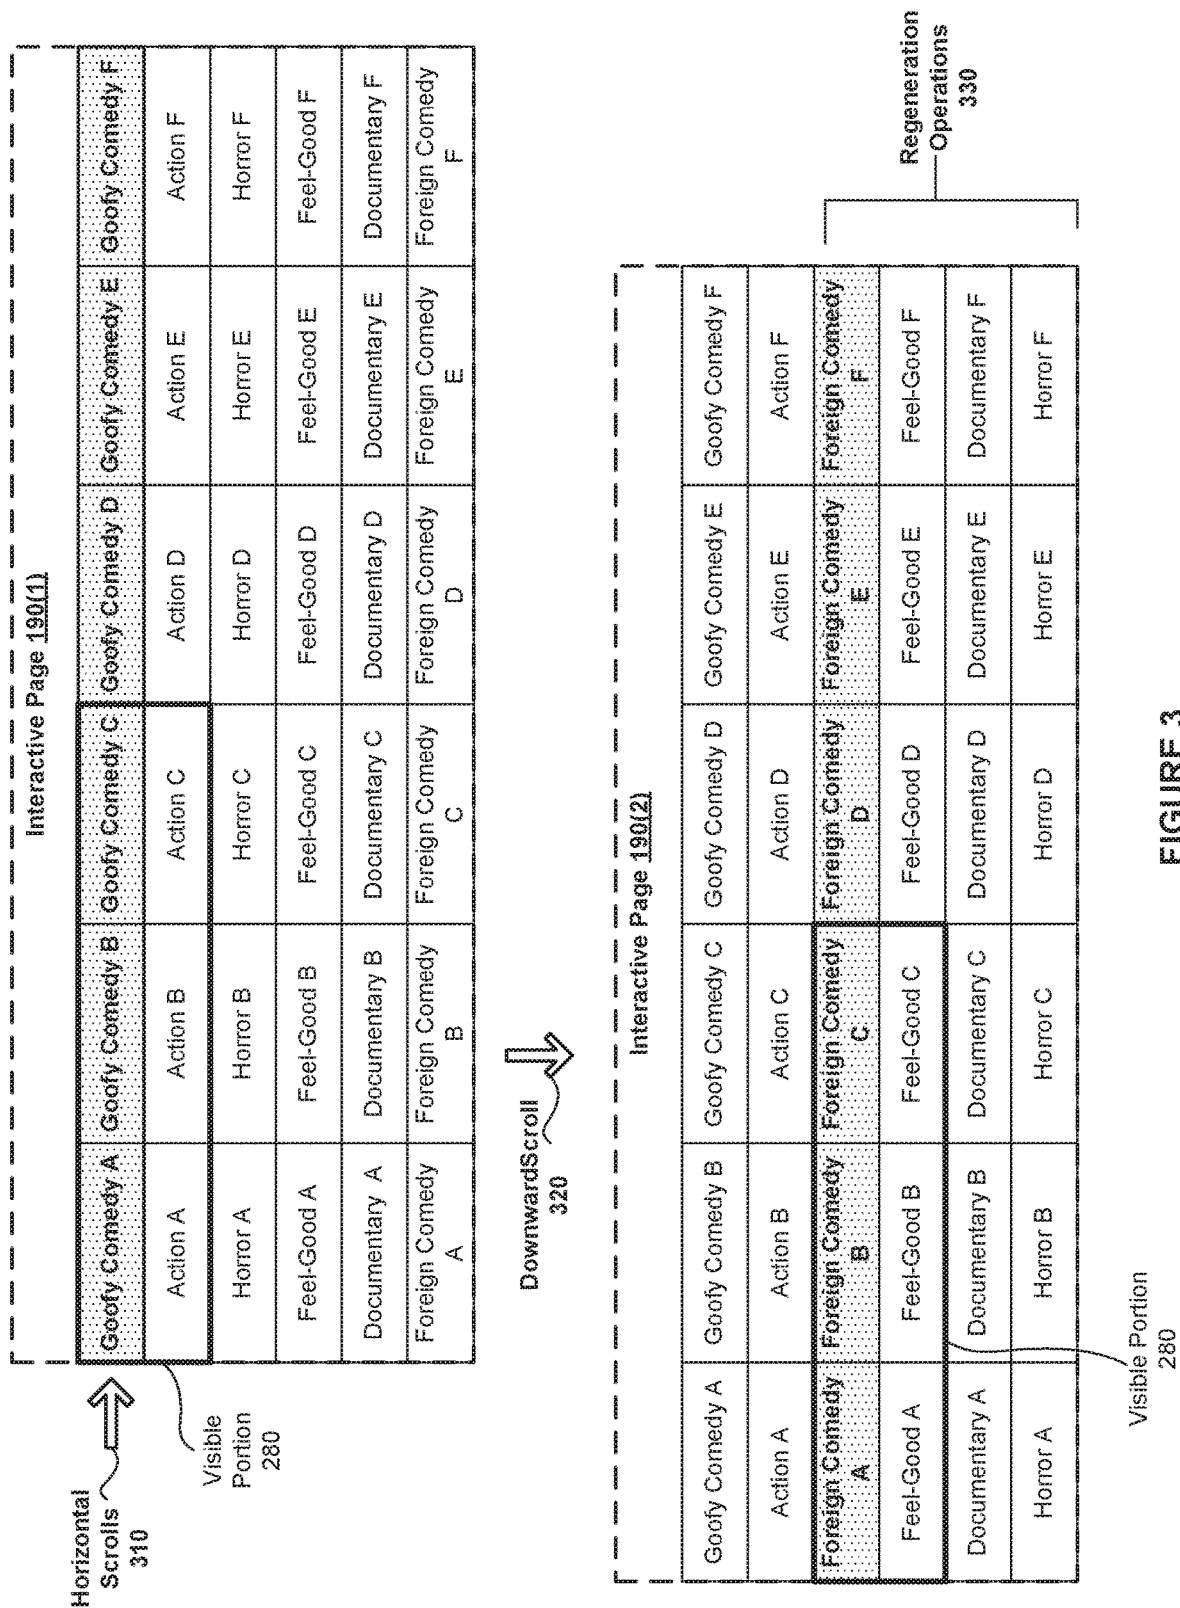 Interactive Page 190(1)
Horizontal
Scrolls
310
Goofy Comedy A Goofy Comedy B Goofy Comedy C Goofy Comedy D Goofy Comedy E Goofy Comedy F
Action A Action B Action C Action D Action E Action F
Horror A Horror B Horror C Horror D Horror E Horror F
Feel-Good A Feel-Good B Feel-Good C Feel-Good D Feel-Good E Feel-Good F
Documentary A Documentary B Documentary C Documentary D Documentary E Documentary F
Foreign Comedy Foreign Comedy Foreign Comedy Foreign Comedy Foreign Comedy Foreign Comedy
A B C D E F
Visible
Portion
280
DownwardScroll
320
Interactive Page 190(2)
Goofy Comedy A Goofy Comedy B Goofy Comedy C Goofy Comedy D Goofy Comedy E Goofy Comedy F
Action A Action B Action C Action D Action E Action F
Foreign Comedy Foreign Comedy Foreign Comedy Foreign Comedy Foreign Comedy Foreign Comedy
A B C D E F
Feel-Good A Feel-Good B Feel-Good C Feel-Good D Feel-Good E Feel-Good F
Documentary A Documentary B Documentary C Documentary D Documentary E Documentary F
Horror A Horror B Horror C Horror D Horror E Horror F
Regeneration
Operations
330
Visible Portion
280
FIGURE 3